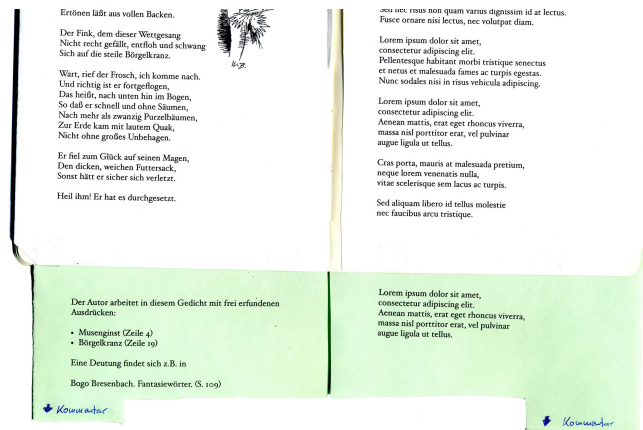 Ertönen läßt aus vollen Backen.
Der Fink, dem dieser Wettgesang
Nicht recht gefällt, entfloh und schwang
Sich auf die steile Börgelkranz.
Wart, rief der Frosch, ich komme nach.
Und richtig ist er fortgeflogen,
Das heißt, nach unten hin im Bogen,
So daß er schnell und ohne Säumen,
Nach mehr als zwanzig Purzelbäumen,
Zur Erde kam mit lautem Quak,
Nicht ohne großes Unbehagen.
Er fiel zum Glück auf seinen Magen,
Den dicken, weichen Futtersack,
Sonst hätt er sicher sich verletzt.
Heil ihm! Er hat es durchgesetzt.
Der Autor arbeitet in diesem Gedicht mit frei erfundenen
Ausdrücken:
• Musenginst (Zeile 4)
• Börgelkranz (Zeile 19)
Eine Deutung findet sich z.B. in
Bogo Bresenbach. Fantasiewörter. (S. 109)
Kommentar
Sed nec risus non quam varius dignissim id at lectus.
Fusce ornare nisi lectus, nec volutpat diam.
Lorem ipsum dolor sit amet,
consectetur adipiscing elit.
Pellentesque habitant morbi tristique senectus
et netus et malesuada fames ac turpis egestas.
Nunc sodales nisi in risus vehicula adipiscing.
Lorem ipsum dolor sit amet,
consectetur adipiscing elit.
Aenean mattis, erat eget rhoncus viverra,
massa nisl porttitor erat, vel pulvinar
augue ligula ut tellus.
Cras porta, mauris at malesuada pretium,
neque lorem venenatis nulla,
vitae scelerisque sem lacus ac turpis.
Sed aliquam libero id tellus molestie
nec faucibus arcu tristique.
Lorem ipsum dolor sit amet,
consectetur adipiscing elit.
Aenean mattis, erat eget rhoncus viverra,
massa nisl porttitor erat, vel pulvinar
augue ligula ut tellus.
Kommentar